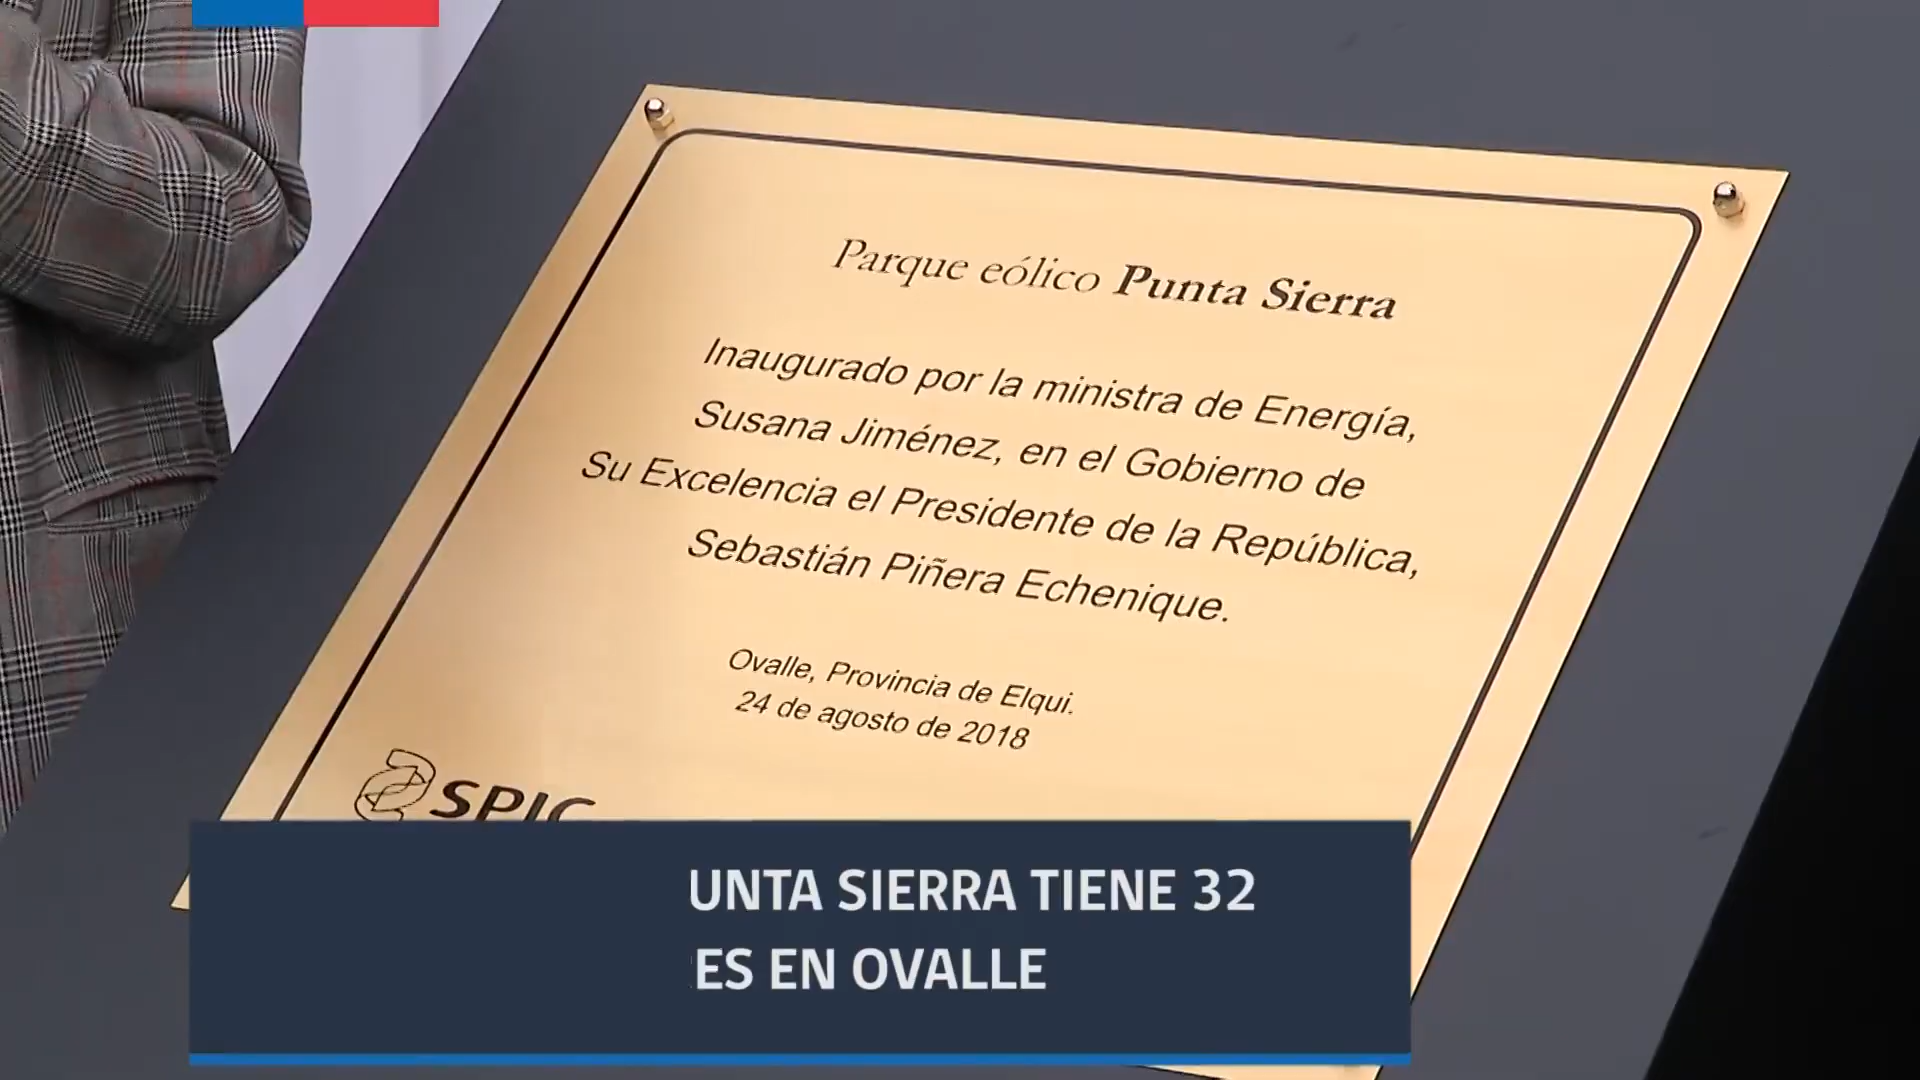 Parque eólico Punta Sierra
Inaugurado por la ministra de Energía,
Susana Jiménez, en el Gobierno de
Su Excelencia el Presidente de la República,
Sebastián Piñera Echenique.
Ovalle, Provincia de Elqui.
24 de agosto de 2018
SPIC
UNTA SIERRA TIENE 32
ES EN OVALLE